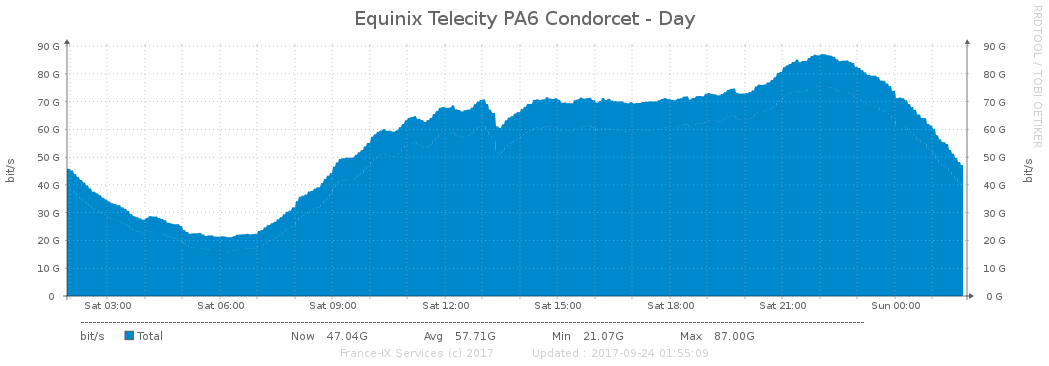 Equinix Telecity PA6 Condorcet - Day
RRDTOOL / TOBI OETIKER
bit/s
90 G 90 G
80 G 80 G
70 G 70 G
60 G 60 G
50 G 50 G
40 G 40 G
30 G 30 G
20 G 20 G
10 G 10 G
0 0 G
bit/s
Sat 03:00 Sat 06:00 Sat 09:00 Sat 12:00 Sat 15:00 Sat 18:00 Sat 21:00 Sun 00:00
bit/s Total Now 47.04G Avg 57.71G Min 21.07G Max 87.00G
France-IX Services (c) 2017 Updated : 2017-09-24 01:55:09